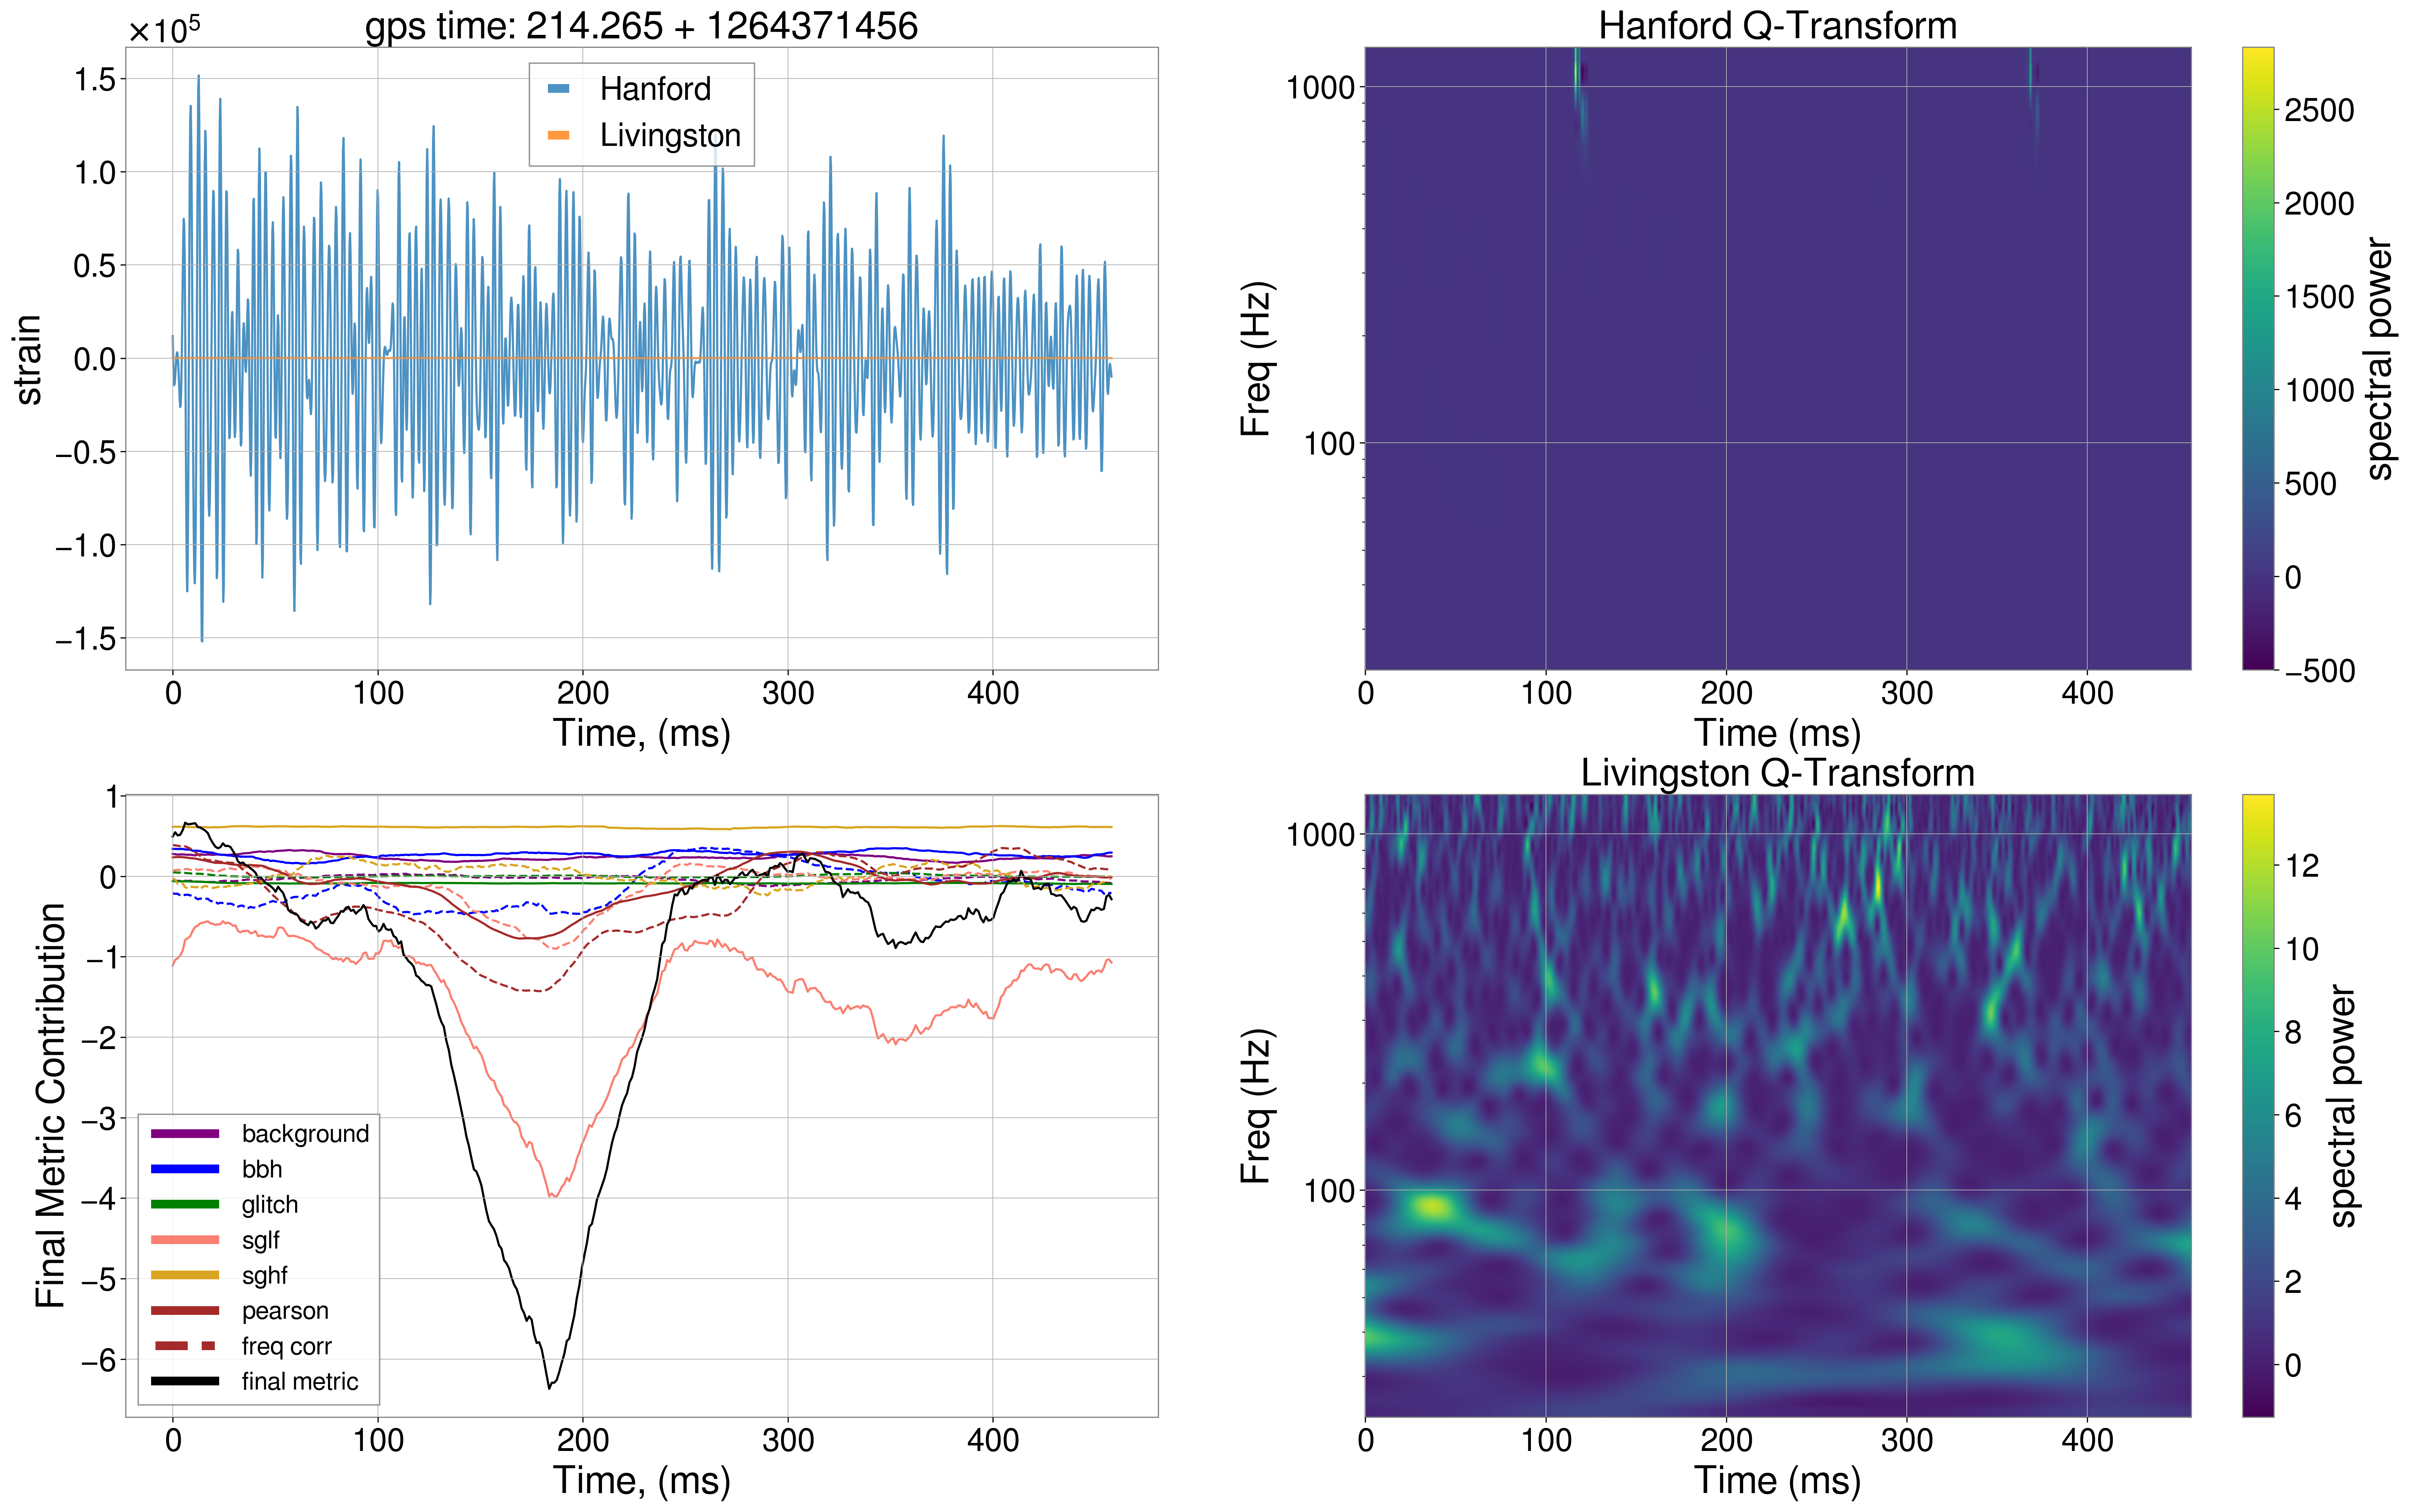 ×10⁵
gps time: 214.265 + 1264371456
Hanford
Livingston
strain
1.5
1.0
0.5
0.0
−0.5
−1.0
−1.5
0 100 200 300 400
Time, (ms)
Hanford Q-Transform
Freq (Hz)
1000
100
0 100 200 300 400
Time (ms)
2500
2000
1500
1000
500
0
−500
spectral power
Final Metric Contribution
1
0
−1
−2
−3
−4
−5
−6
background
bbh
glitch
sglf
sghf
pearson
freq corr
final metric
0 100 200 300 400
Time, (ms)
Livingston Q-Transform
Freq (Hz)
1000
100
0 100 200 300 400
Time (ms)
12
10
8
6
4
2
0
spectral power